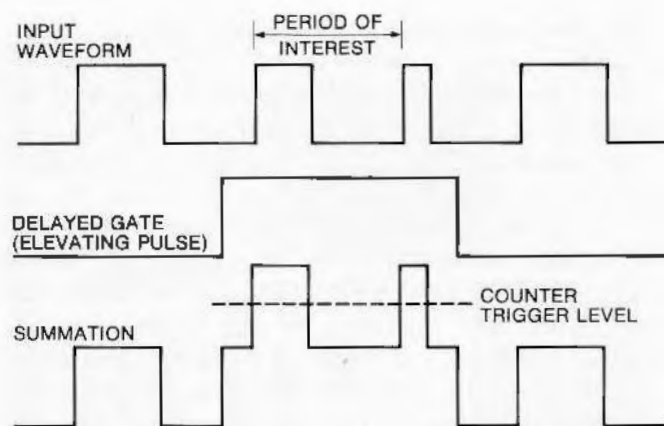 INPUT
WAVEFORM
PERIOD OF
INTEREST
DELAYED GATE
(ELEVATING PULSE)
COUNTER
TRIGGER LEVEL
SUMMATION